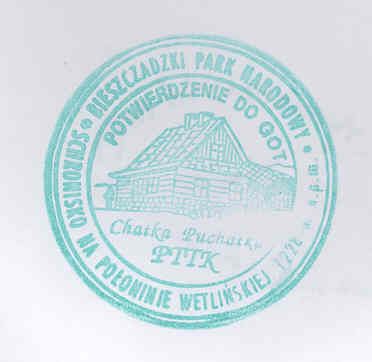 BIESZCZADZKI PARK NARODOWY
SCHRONISKO NA POŁONINIE WETLIŃSKIEJ 1228 m n.p.m.
POTWIERDZENIE DO GOT
Chatka Puchatka
PTTK